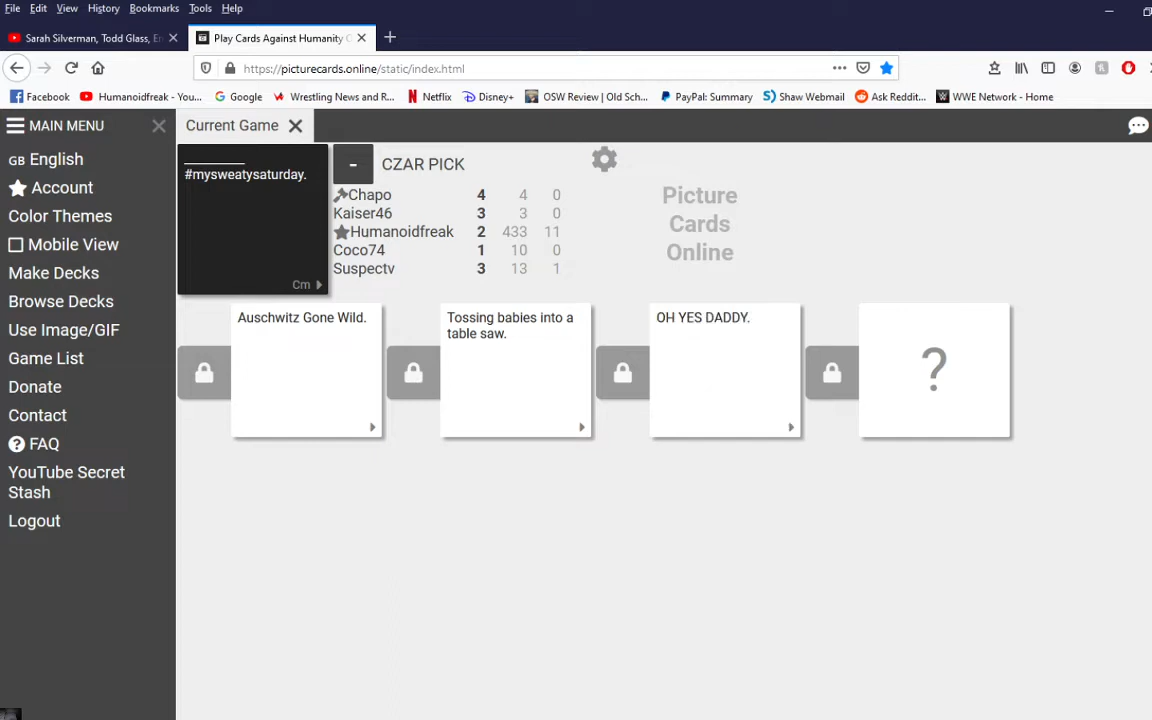 File Edit View History Bookmarks Tools Help
Sarah Silverman, Todd Glass, Er
Play Cards Against Humanity O
https://picturecards.online/static/index.html
Facebook Humanoidfreak - You... Google Wrestling News and R... Netflix Disney+ OSW Review | Old Sch... PayPal: Summary Shaw Webmail Ask Reddit... WWE Network - Home
MAIN MENU
Current Game
GB English
Account
Color Themes
Mobile View
Make Decks
Browse Decks
Use Image/GIF
Game List
Donate
Contact
FAQ
YouTube Secret
Stash
Logout
________
#mysweatysaturday.
Cm
- CZAR PICK
Chapo 4 4 0
Kaiser46 3 3 0
Humanoidfreak 2 433 11
Coco74 1 10 0
Suspectv 3 13 1
Picture
Cards
Online
Auschwitz Gone Wild.
Tossing babies into a
table saw.
OH YES DADDY.
?